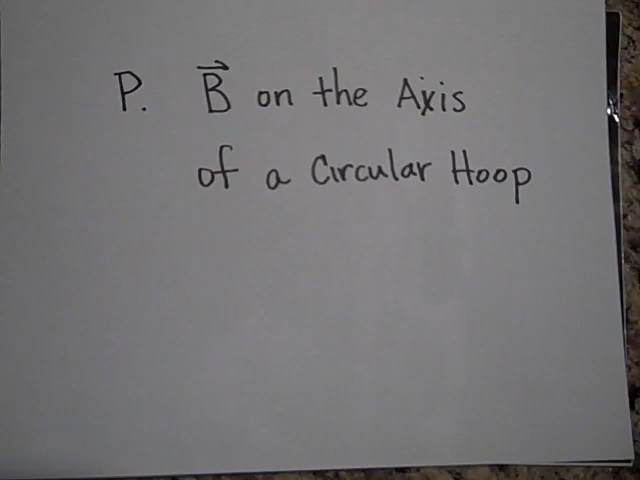 P. B⃗ on the Axis
of a Circular Hoop